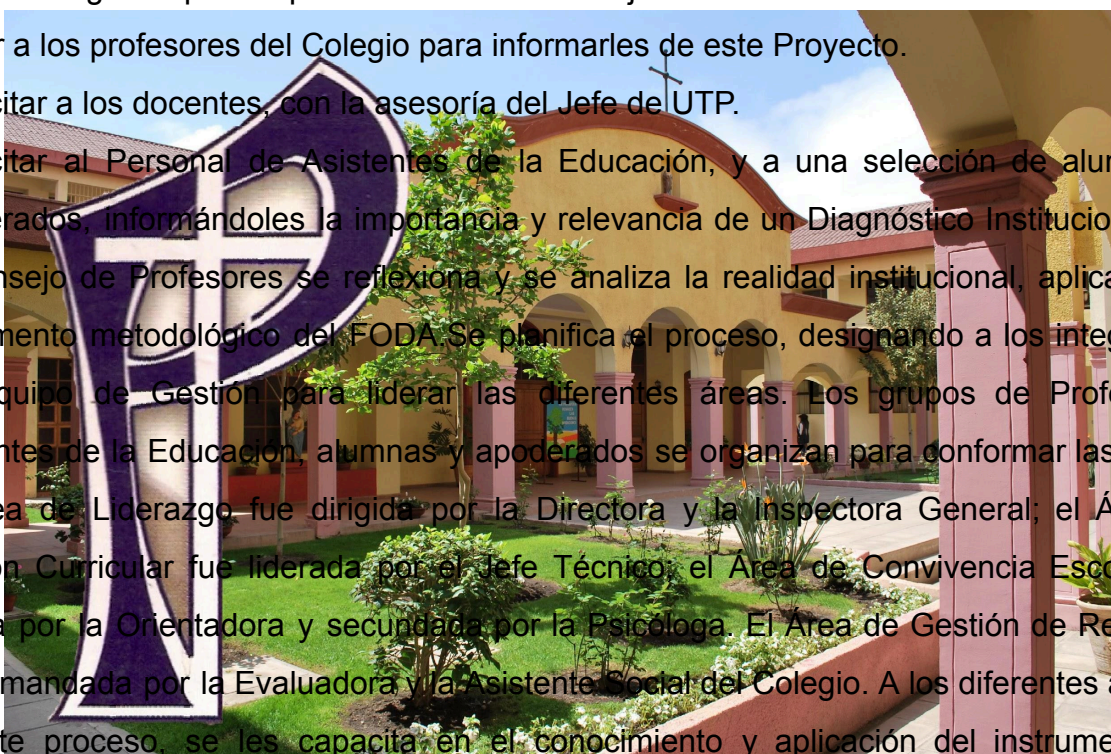 a los profesores del Colegio para informarles de este Proyecto.
citar a los docentes, con la asesoría del Jefe de UTP.
citar al Personal de Asistentes de la Educación, y a una selección de alum
erados, informándoles la importancia y relevancia de un Diagnóstico Institucio
nsejo de Profesores se reflexiona y se analiza la realidad institucional, aplica
mento metodológico del FODA.Se planifica el proceso, designando a los integ
quipo de Gestión para liderar las diferentes áreas. Los grupos de Profe
ntes de la Educación, alumnas y apoderados se organizan para conformar las
ea de Liderazgo fue dirigida por la Directora y la Inspectora General; el Á
ón Curricular fue liderada por el Jefe Técnico; el Área de Convivencia Esco
a por la Orientadora y secundada por la Psicóloga. El Área de Gestión de Re
mandada por la Evaluadora y la Asistente Social del Colegio. A los diferentes a
te proceso, se les capacita en el conocimiento y aplicación del instrume